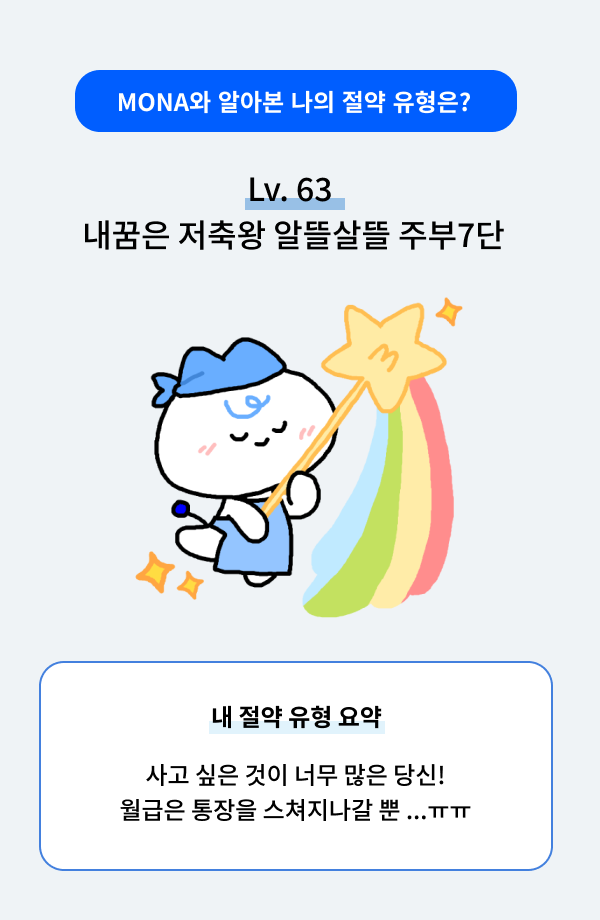 MONA와 알아본 나의 절약 유형은?
Lv. 63
내꿈은 저축왕 알뜰살뜰 주부7단
M
내 절약 유형 요약
사고 싶은 것이 너무 많은 당신!
월급은 통장을 스쳐지나갈 뿐 ...ㅠㅠ